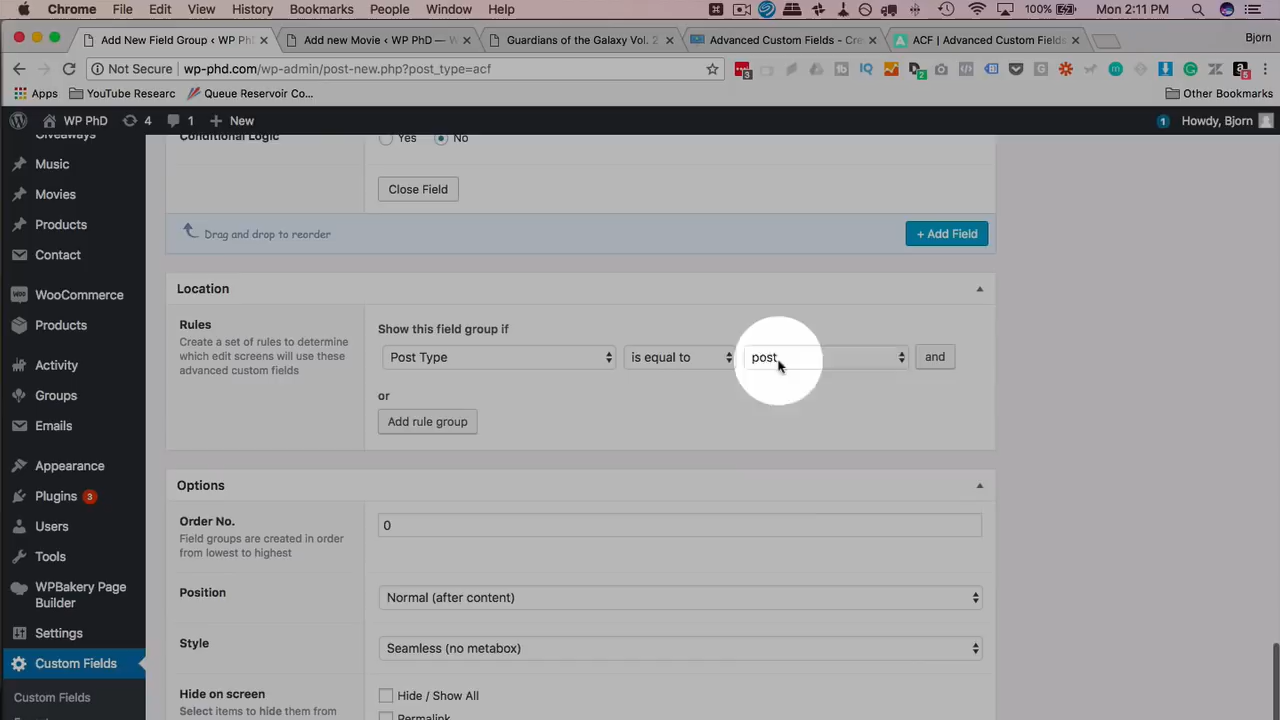 Chrome File Edit View History Bookmarks People Window Help 100% Mon 2:11 PM
Add New Field Group ‹ WP PhD
Add new Movie ‹ WP PhD —
Guardians of the Galaxy Vol. 2
Advanced Custom Fields - Cre
ACF | Advanced Custom Fields
Bjorn
Not Secure wp-phd.com/wp-admin/post-new.php?post_type=acf
Apps YouTube Researc Queue Reservoir Co... Other Bookmarks
WP PhD 4 1 + New 1 Howdy, Bjorn
Giveaways
Music
Movies
Products
Contact
WooCommerce
Products
Activity
Groups
Emails
Appearance
Plugins 3
Users
Tools
WPBakery Page
Builder
Settings
Custom Fields
Custom Fields
Conditional Logic
Yes No
Close Field
Drag and drop to reorder
+ Add Field
Location
Rules
Create a set of rules to determine
which edit screens will use these
advanced custom fields
Show this field group if
Post Type is equal to post and
or
Add rule group
Options
Order No.
Field groups are created in order
from lowest to highest
0
Position
Normal (after content)
Style
Seamless (no metabox)
Hide on screen
Select items to hide them from
Hide / Show All
Permalink